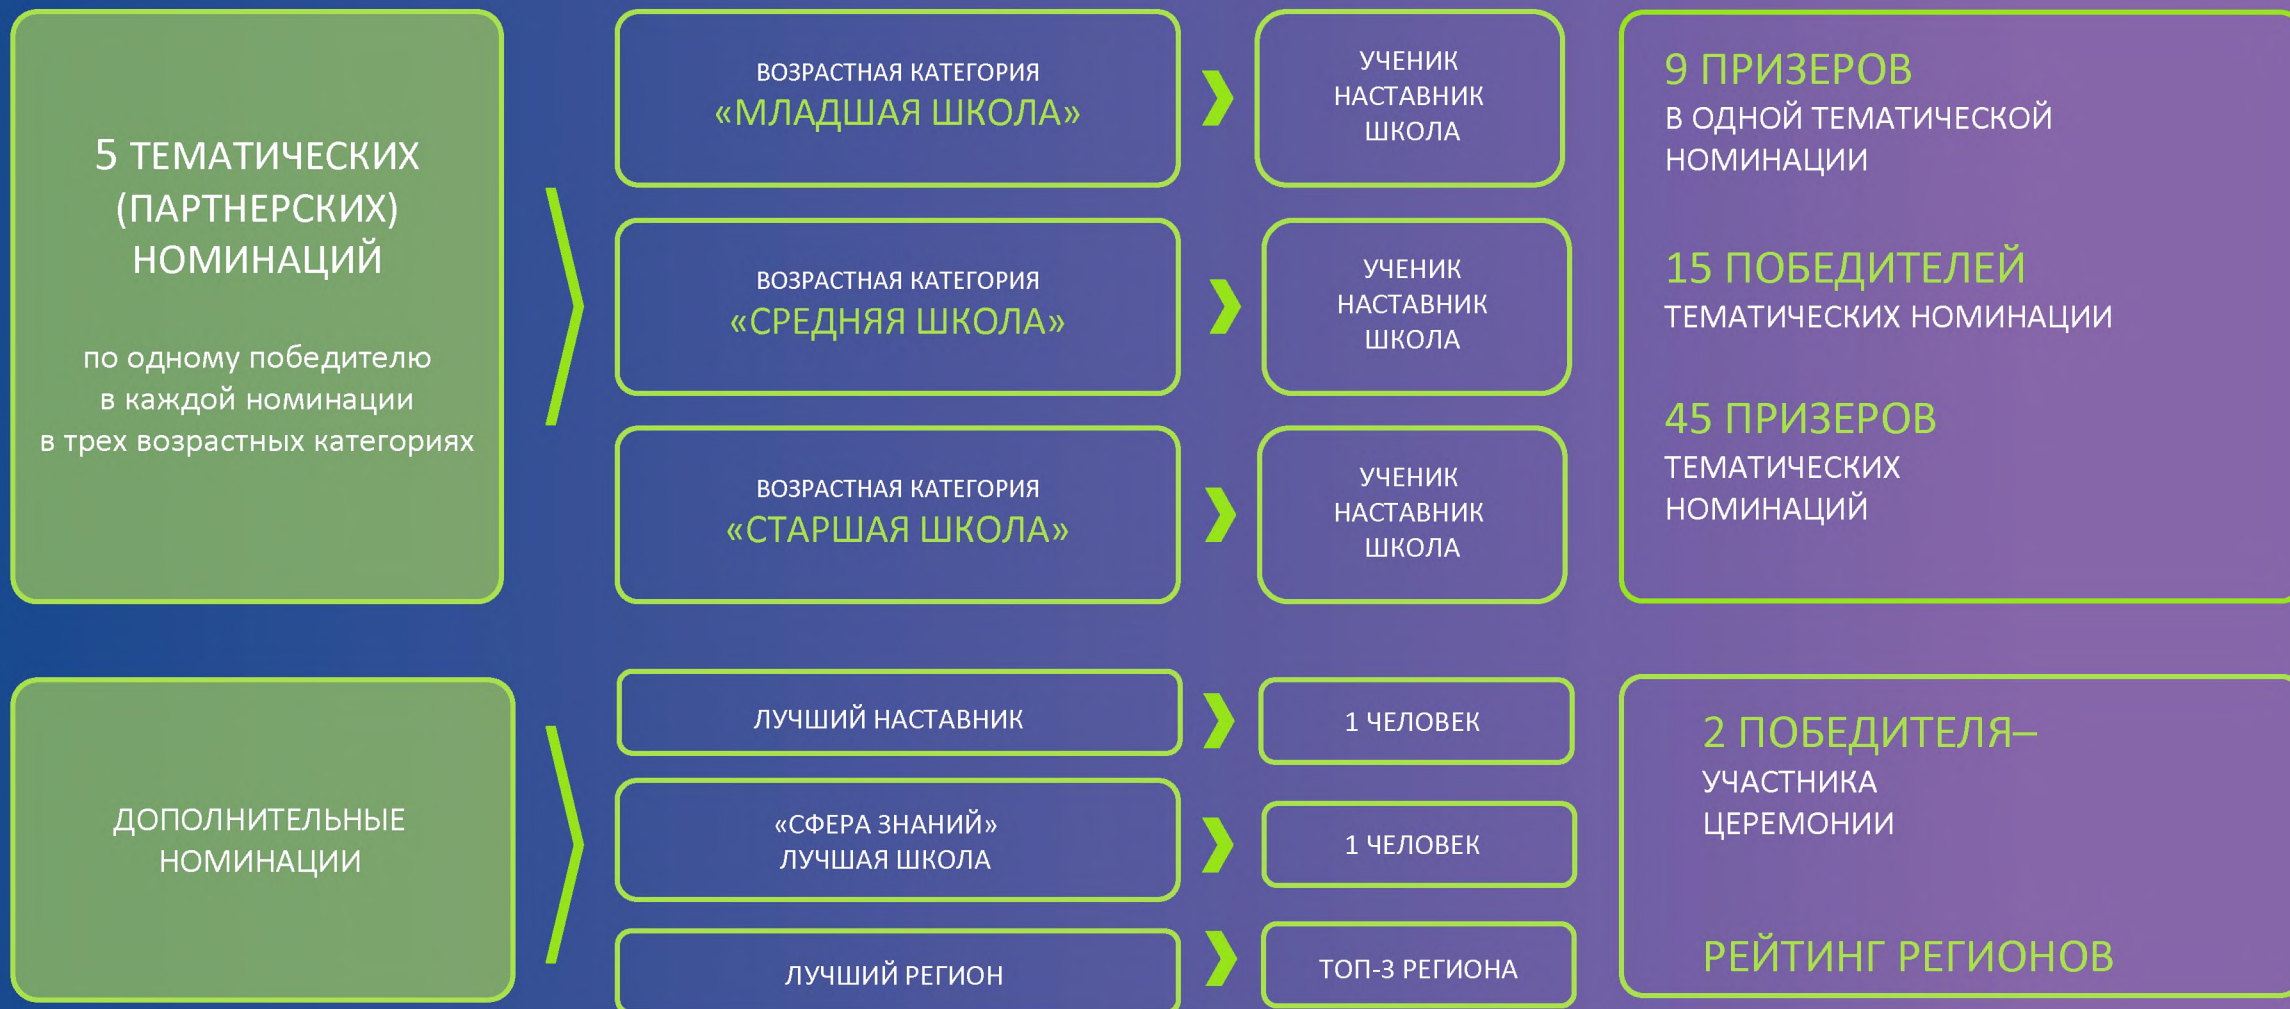 5 ТЕМАТИЧЕСКИХ
(ПАРТНЕРСКИХ)
НОМИНАЦИЙ
по одному победителю
в каждой номинации
в трех возрастных категориях
ВОЗРАСТНАЯ КАТЕГОРИЯ
«МЛАДШАЯ ШКОЛА»
УЧЕНИК
НАСТАВНИК
ШКОЛА
ВОЗРАСТНАЯ КАТЕГОРИЯ
«СРЕДНЯЯ ШКОЛА»
УЧЕНИК
НАСТАВНИК
ШКОЛА
ВОЗРАСТНАЯ КАТЕГОРИЯ
«СТАРШАЯ ШКОЛА»
УЧЕНИК
НАСТАВНИК
ШКОЛА
9 ПРИЗЕРОВ
В ОДНОЙ ТЕМАТИЧЕСКОЙ
НОМИНАЦИИ
15 ПОБЕДИТЕЛЕЙ
ТЕМАТИЧЕСКИХ НОМИНАЦИИ
45 ПРИЗЕРОВ
ТЕМАТИЧЕСКИХ
НОМИНАЦИЙ
ДОПОЛНИТЕЛЬНЫЕ
НОМИНАЦИИ
ЛУЧШИЙ НАСТАВНИК
1 ЧЕЛОВЕК
«СФЕРА ЗНАНИЙ»
ЛУЧШАЯ ШКОЛА
1 ЧЕЛОВЕК
ЛУЧШИЙ РЕГИОН
ТОП-3 РЕГИОНА
2 ПОБЕДИТЕЛЯ–
УЧАСТНИКА
ЦЕРЕМОНИИ
РЕЙТИНГ РЕГИОНОВ